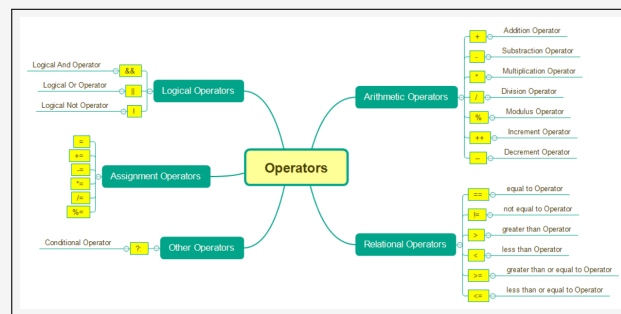 Operators
Logical Operators
&& Logical And Operator
|| Logical Or Operator
! Logical Not Operator
Assignment Operators
=
+=
-=
*=
/=
%=
Other Operators
?: Conditional Operator
Arithmetic Operators
+ Addition Operator
- Substraction Operator
* Multiplication Operator
/ Division Operator
% Modulus Operator
++ Increment Operator
-- Decrement Operator
Relational Operators
== equal to Operator
!= not equal to Operator
> greater than Operator
< less than Operator
>= greater than or equal to Operator
<= less than or equal to Operator